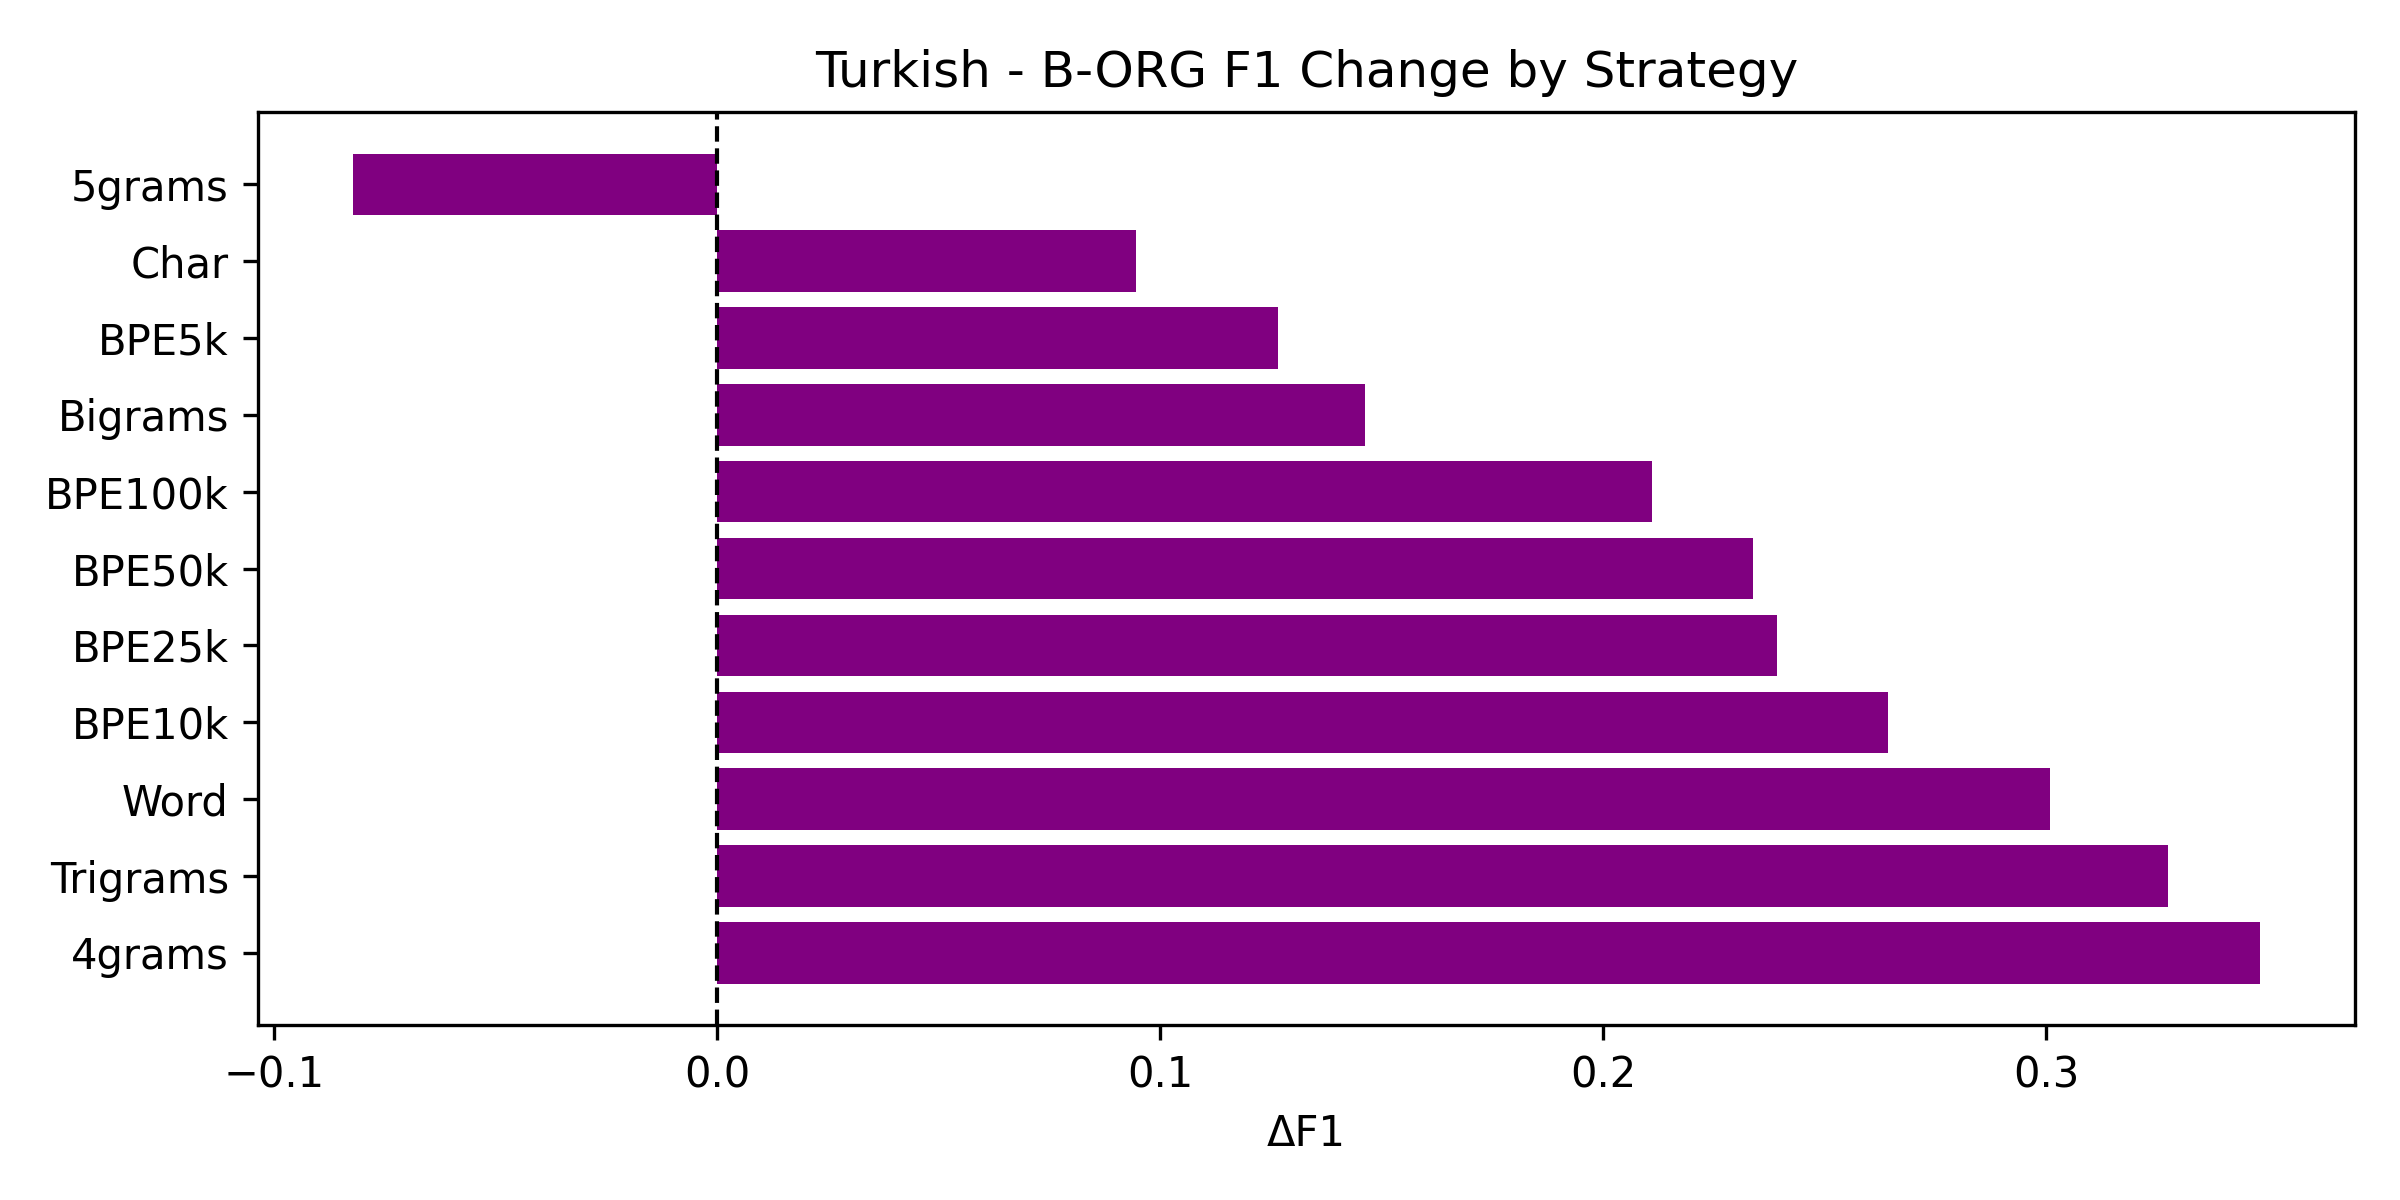 Turkish - B-ORG F1 Change by Strategy
5grams
Char
BPE5k
Bigrams
BPE100k
BPE50k
BPE25k
BPE10k
Word
Trigrams
4grams
−0.1 0.0 0.1 0.2 0.3
ΔF1